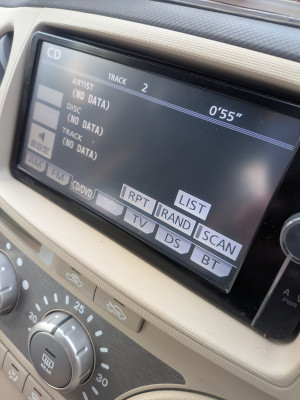 CD
TRACK 2 0'55"
ARTIST
(NO DATA)
DISC
(NO DATA)
TRACK
(NO DATA)
LIST
RPT RAND SCAN
AM FM CD/DVD TV DS BT
20 25 30
MAX